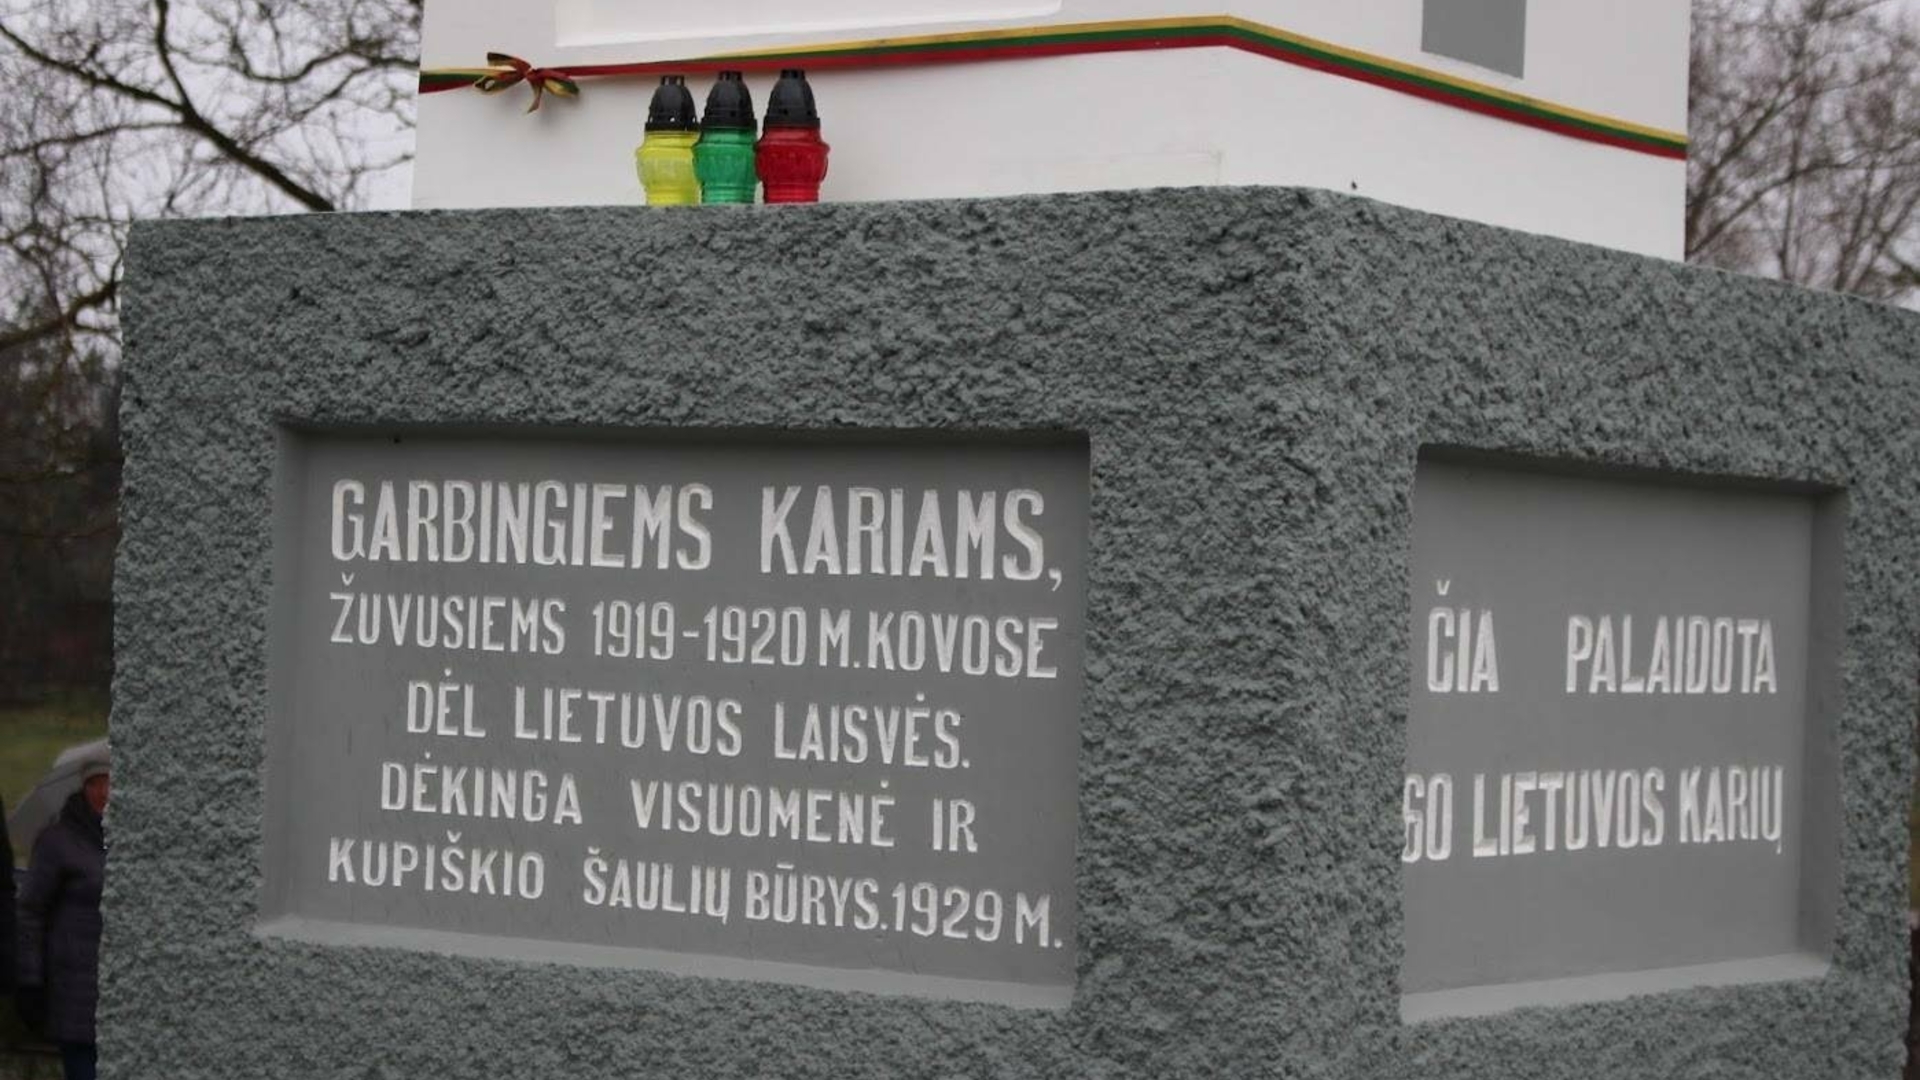 GARBINGIEMS KARIAMS,
ŽUVUSIEMS 1919-1920 M. KOVOSE
DĖL LIETUVOS LAISVĖS.
DĖKINGA VISUOMENĖ IR
KUPIŠKIO ŠAULIŲ BŪRYS. 1929 M.
ČIA PALAIDOTA
60 LIETUVOS KARIŲ